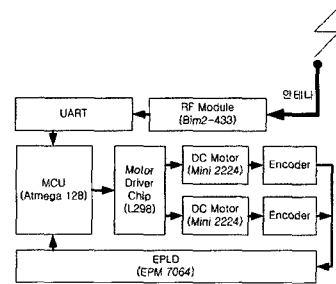 안테나
UART
RF Module
(Bim2-433)
MCU
(Atmega 128)
Motor
Driver
Chip
(L298)
DC Motor
(Mini 2224)
Encoder
DC Motor
(Mini 2224)
Encoder
EPLD
(EPM 7064)